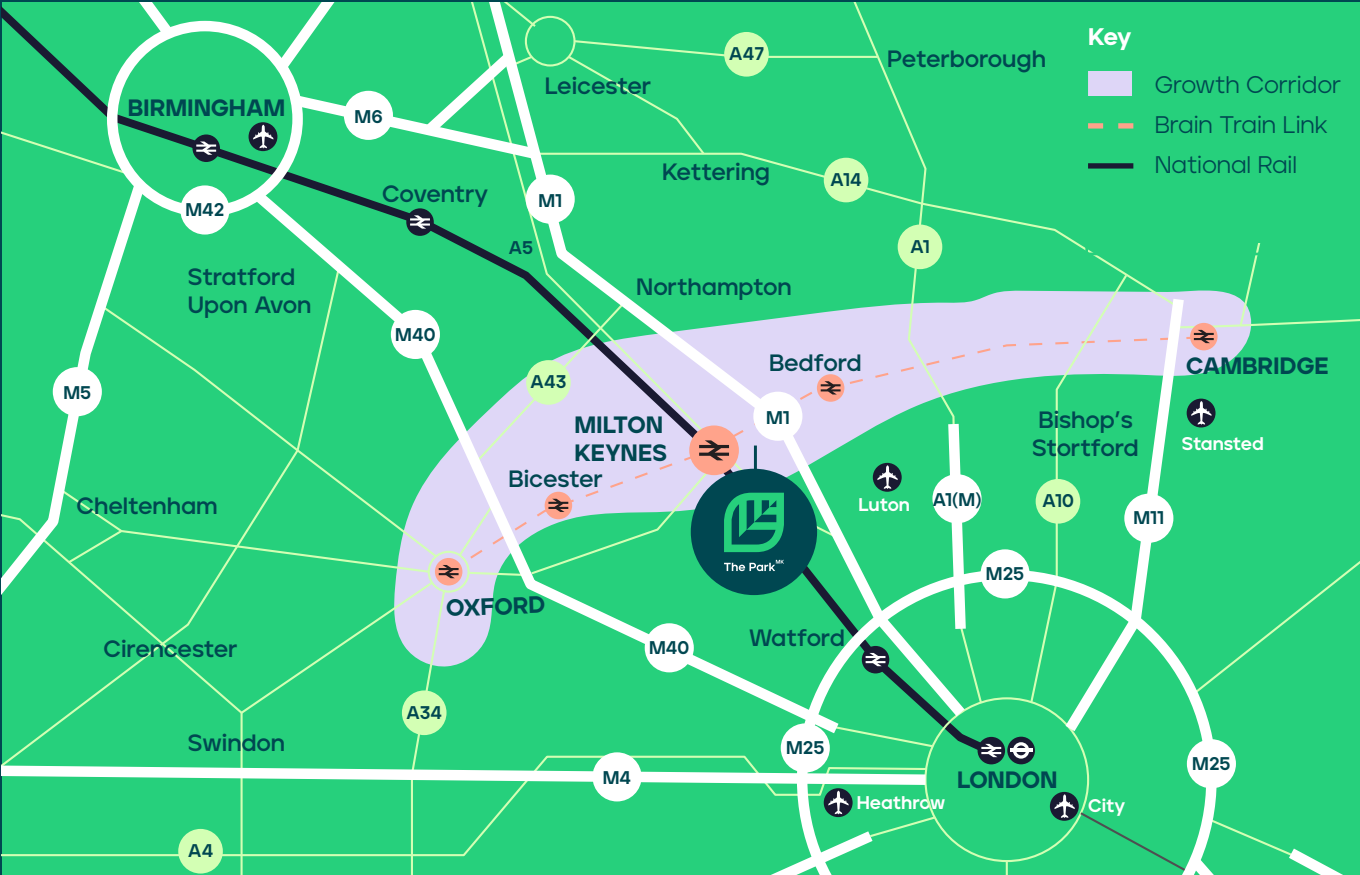 Key
Growth Corridor
Brain Train Link
National Rail
A47
Peterborough
Leicester
BIRMINGHAM
M6
Kettering
A14
Coventry
M1
M42
A5
A1
Stratford
Upon Avon
Northampton
M40
Bedford
CAMBRIDGE
A43
M5
M1
MILTON
KEYNES
Bishop's
Stortford
Stansted
Bicester
Cheltenham
Luton
A1(M)
A10
M11
The Park MK
M25
OXFORD
Cirencester
M40
Watford
A34
Swindon
M25
M25
M4
LONDON
Heathrow
City
A4